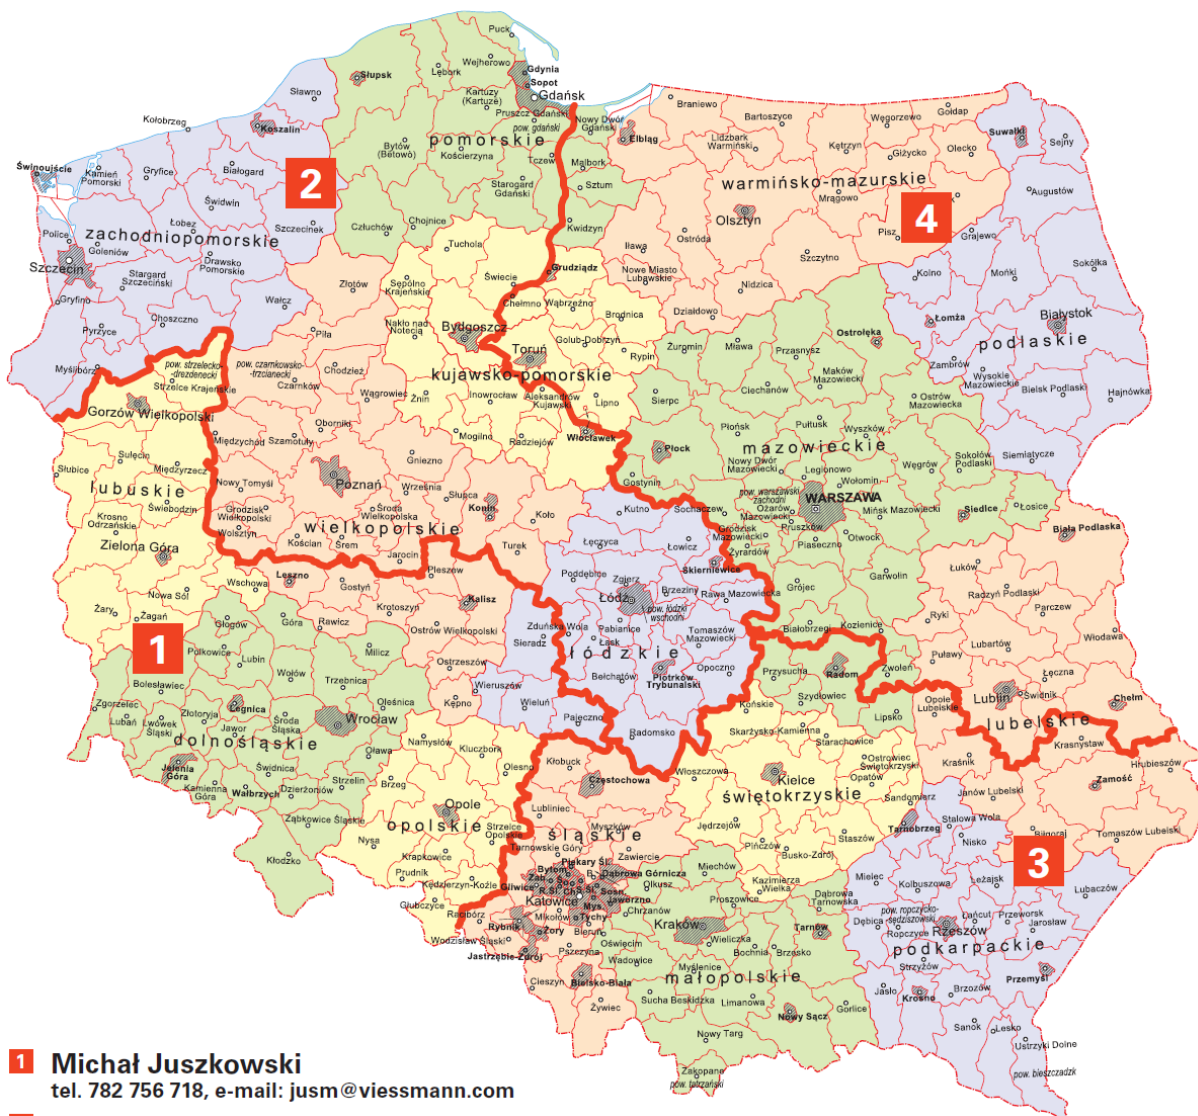 Puck
Wejherowo
Gdynia
Sopot
Gdańsk
Słupsk
Lębork
Kartuzy
(Kartuzë)
Pruszcz Gdański
pow. gdański
Nowy Dwór
Gdański
Sławno
Kołobrzeg
Koszalin
Bytów
(Bëtowò)
pomorskie
Kościerzyna
Tczew
Malbork
Elbląg
Braniewo
Bartoszyce
Węgorzewo
Gołdap
Lidzbark
Warmiński
Kętrzyn
Giżycko
Olecko
Suwałki
Sejny
Świnoujście
Kamień
Pomorski
Gryfice
Białogard
2
Starogard
Gdański
Sztum
warmińsko-mazurskie
Mrągowo
Augustów
Świdwin
Łobez
Szczecinek
Człuchów
Chojnice
Kwidzyn
Olsztyn
4
Police
zachodniopomorskie
Goleniów
Drawsko
Pomorskie
Tuchola
Iława
Ostróda
Szczytno
Pisz
Grajewo
Szczecin
Stargard
Szczeciński
Złotów
Sępolno
Krajeńskie
Świecie
Grudziądz
Nowe Miasto
Lubawskie
Nidzica
Kolno
Mońki
Sokółka
Gryfino
Wałcz
Chełmno
Wąbrzeźno
Działdowo
Pyrzyce
Choszczno
Piła
Nakło nad
Notecią
Bydgoszcz
Brodnica
Golub-Dobrzyń
Ostrołęka
Łomża
Białystok
podlaskie
Myślibórz
pow. strzelecko-
-drezdenecki
Strzelce Krajeńskie
pow. czarnkowsko-
-trzcianecki
Czarnków
Chodzież
Toruń
kujawsko-pomorskie
Rypin
Żuromin
Mława
Przasnysz
Zambrów
Wysokie
Mazowieckie
Bielsk Podlaski
Hajnówka
Gorzów Wielkopolski
Wągrowiec
Żnin
Inowrocław
Aleksandrów
Kujawski
Lipno
Sierpc
Ciechanów
Maków
Mazowiecki
Ostrów
Mazowiecka
Międzychód
Szamotuły
Oborniki
Mogilno
Radziejów
Włocławek
Płońsk
Pułtusk
Wyszków
Słubice
Sulęcin
Międzyrzecz
Gniezno
Płock
mazowieckie
Nowy Dwór
Mazowiecki
Legionowo
Wołomin
Węgrów
Sokołów
Podlaski
Siemiatycze
lubuskie
Świebodzin
Nowy Tomyśl
Poznań
Września
Słupca
Gostynin
pow. warszawski
zachodni
WARSZAWA
Krosno
Odrzańskie
Grodzisk
Wielkopolski
Środa
Wielkopolska
Konin
Koło
Kutno
Sochaczew
Ożarów
Mazowiecki
Mińsk Mazowiecki
Siedlce
Łosice
Wolsztyn
wielkopolskie
Grodzisk
Mazowiecki
Pruszków
Otwock
Biała Podlaska
Zielona Góra
Kościan
Śrem
Jarocin
Turek
Łęczyca
Łowicz
Żyrardów
Piaseczno
Wschowa
Leszno
Gostyń
Pleszew
Poddębice
Zgierz
Skierniewice
Brzeziny
Rawa Mazowiecka
Grójec
Garwolin
Łuków
Radzyń Podlaski
Nowa Sól
Kalisz
Łódź
pow. łódzki
wschodni
Żary
Żagań
Głogów
Góra
Rawicz
Krotoszyn
Ostrów Wielkopolski
Zduńska Wola
Pabianice
Tomaszów
Mazowiecki
Białobrzegi
Kozienice
Ryki
Parczew
Włodawa
1
Polkowice
Lubin
Milicz
Sieradz
Łask
łódzkie
Lubartów
Bolesławiec
Wołów
Trzebnica
Ostrzeszów
Bełchatów
Piotrków
Trybunalski
Opoczno
Przysucha
Radom
Zwoleń
Puławy
Łęczna
Zgorzelec
Lubań
Lwówek
Śląski
Złotoryja
Legnica
Jawor
Środa
Śląska
Wrocław
Oleśnica
Kępno
Wieruszów
Wieluń
Szydłowiec
Lublin
Świdnik
Chełm
Pajęczno
Końskie
Lipsko
Opole
Lubelskie
lubelskie
dolnośląskie
Oława
Namysłów
Kluczbork
Radomsko
Skarżysko-Kamienna
Starachowice
Krasnystaw
Jelenia
Góra
Kamienna
Góra
Świdnica
Wałbrzych
Dzierżoniów
Strzelin
Brzeg
Olesno
Kłobuck
Częstochowa
Włoszczowa
Kielce
świętokrzyskie
Ostrowiec
Świętokrzyski
Opatów
Kraśnik
Hrubieszów
Zamość
Ząbkowice Śląskie
Opole
opolskie
Lubliniec
Sandomierz
Janów Lubelski
Kłodzko
Nysa
Strzelce
Opolskie
Myszków
śląskie
Jędrzejów
Staszów
Tarnobrzeg
Stalowa Wola
Biłgoraj
Tomaszów Lubelski
Krapkowice
Tarnowskie Góry
Zawiercie
Pińczów
Busko-Zdrój
Nisko
3
Prudnik
Kędzierzyn-Koźle
Piekary Śl.
Bytom
Dąbrowa Górnicza
Miechów
Kazimierza
Wielka
Mielec
Kolbuszowa
Leżajsk
Lubaczów
Głubczyce
Gliwice
Zab.
R.Śl.
Ch.
S.Śl.
Sosn.
Jaworzno
Olkusz
Proszowice
Dąbrowa
Tarnowska
Racibórz
Katowice
Mys.
Chrzanów
pow. ropczycko-
-sędziszowski
Łańcut
Przeworsk
Rybnik
Mikołów
Tychy
Kraków
Tarnów
Dębica
Ropczyce
Rzeszów
Jarosław
Wodzisław Śląski
Żory
Bieruń
Oświęcim
Wieliczka
Bochnia
Brzesko
podkarpackie
Jastrzębie-Zdrój
Pszczyna
Wadowice
Myślenice
Strzyżów
Przemyśl
Cieszyn
Bielsko-Biała
małopolskie
Jasło
Krosno
Brzozów
Żywiec
Sucha Beskidzka
Limanowa
Nowy Sącz
Gorlice
Sanok
Lesko
Nowy Targ
Ustrzyki Dolne
Zakopane
pow. tatrzański
pow. bieszczadzk
1 Michał Juszkowski
tel. 782 756 718, e-mail: jusm@viessmann.com